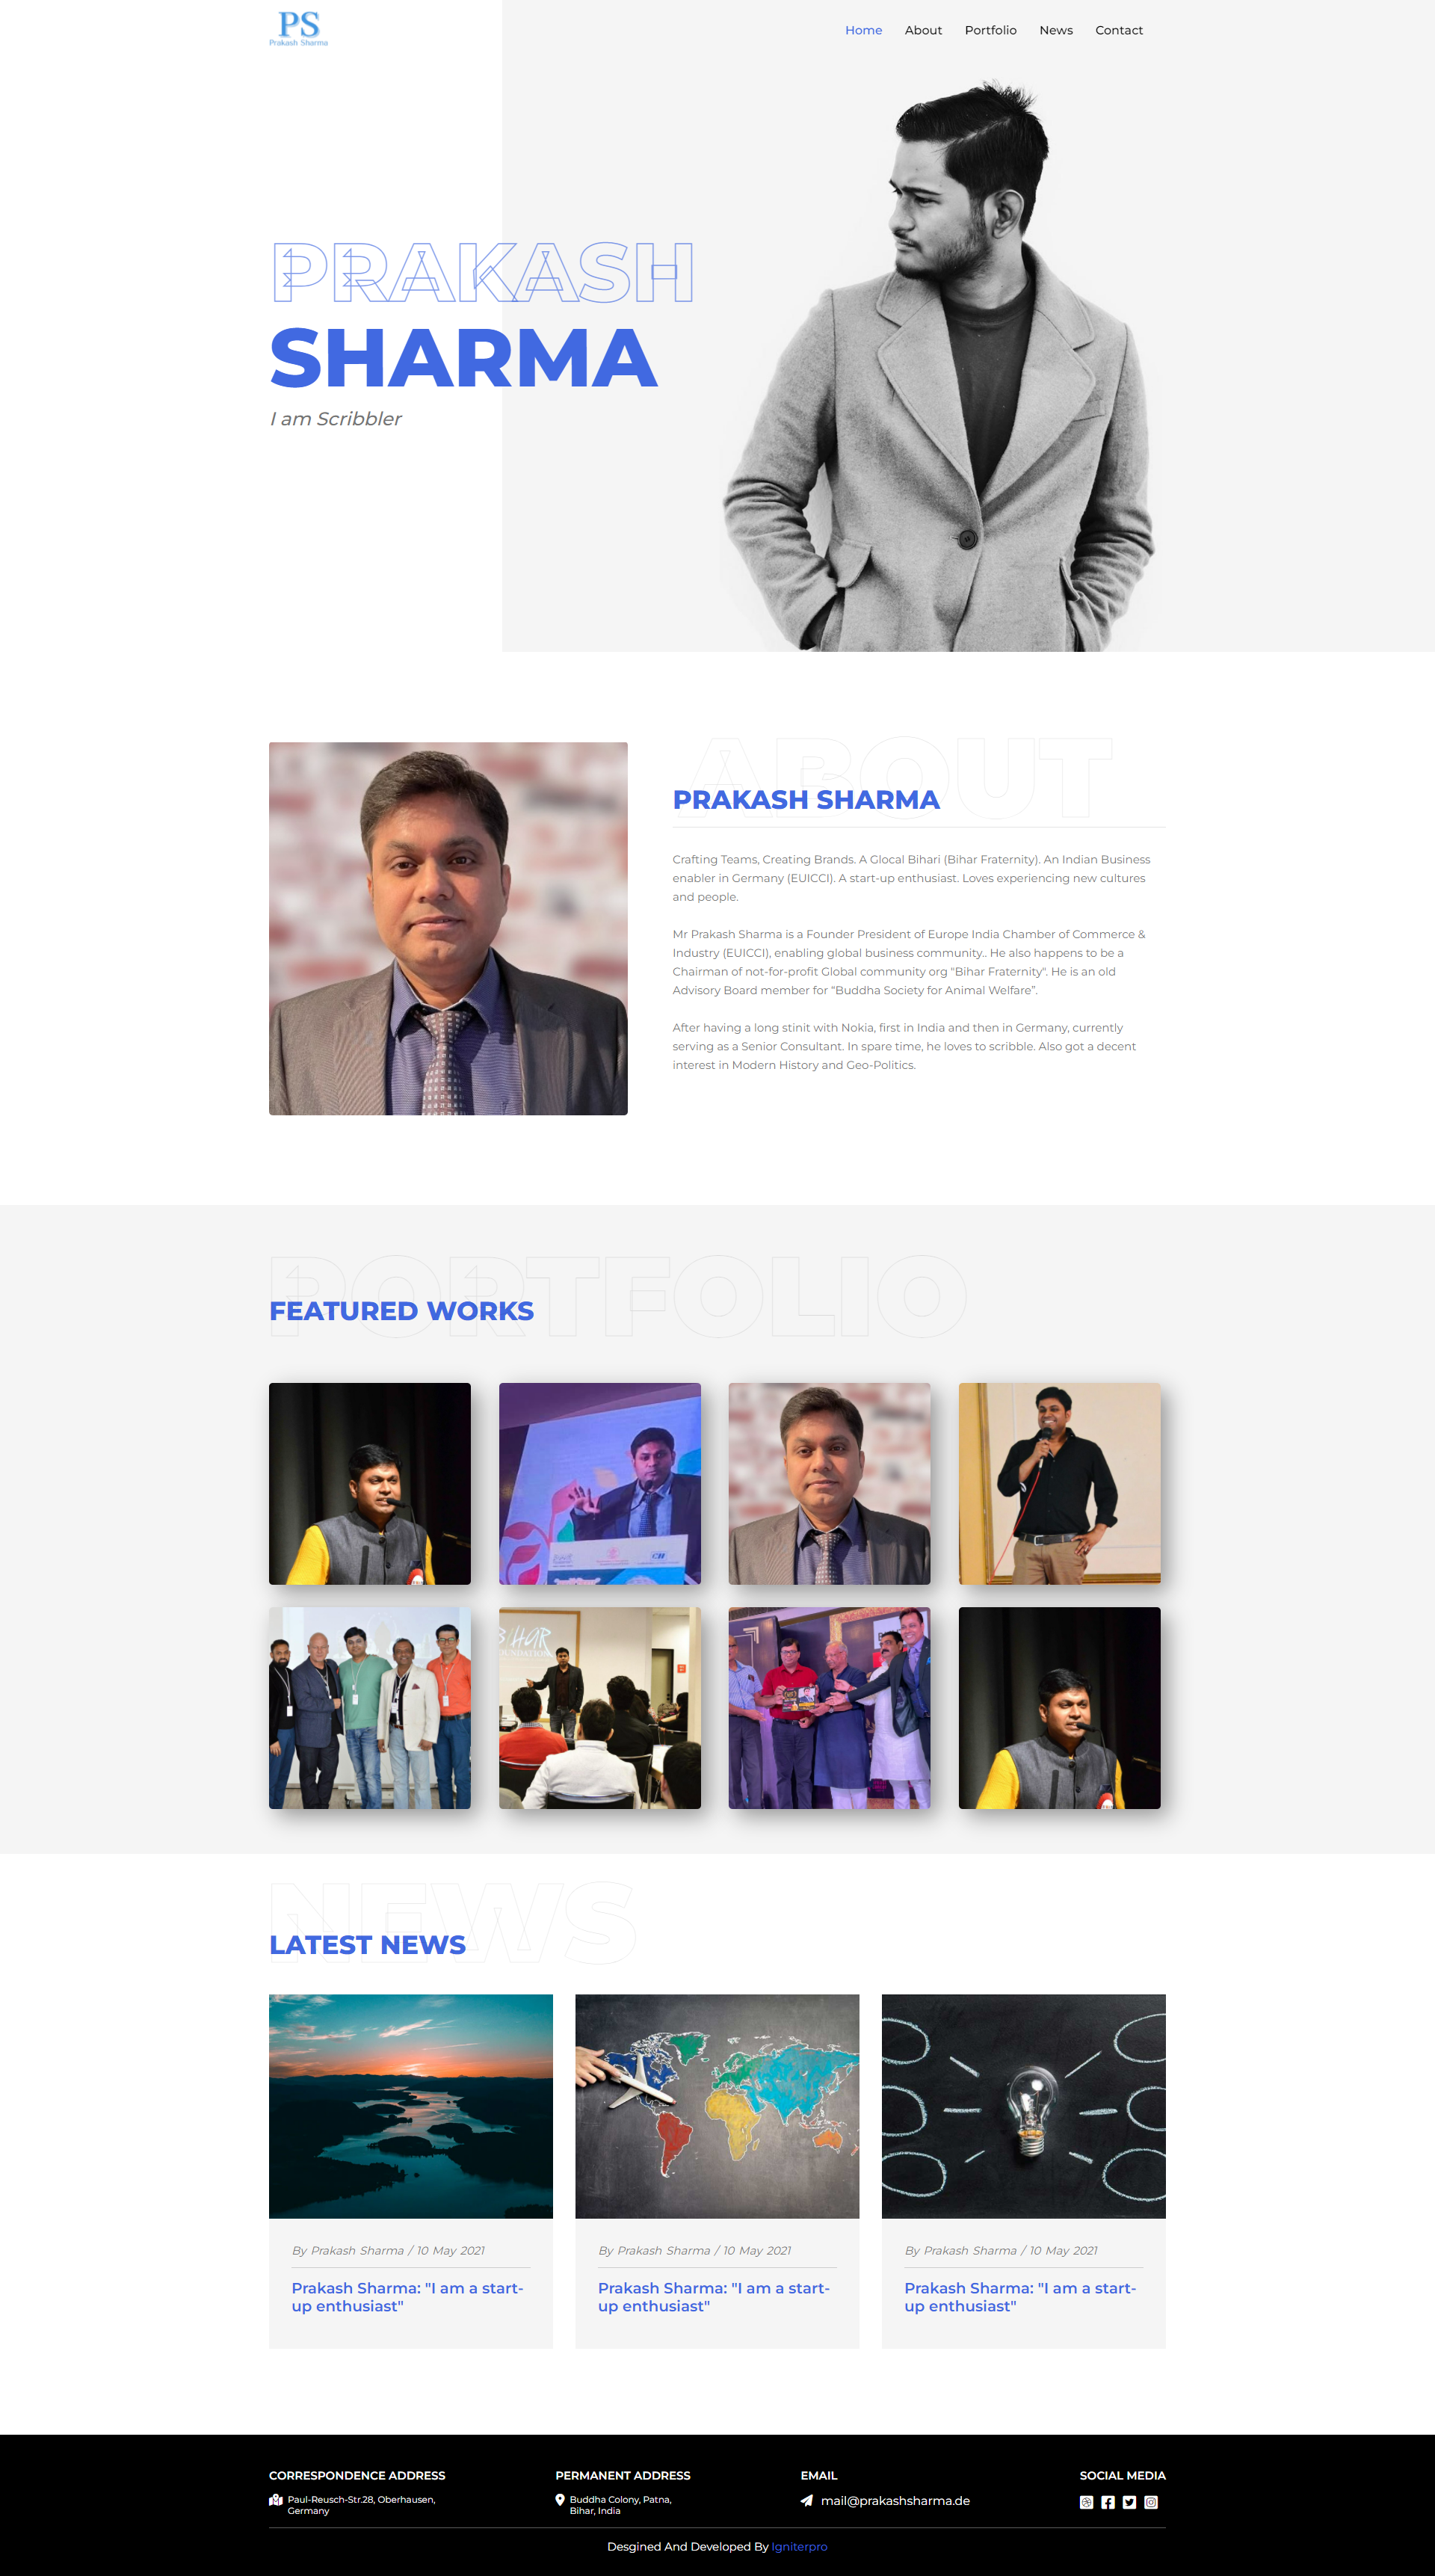 PS
Prakash Sharma
Home About Portfolio News Contact
PRAKASH
SHARMA
I am Scribbler
ABOUT
PRAKASH SHARMA
Crafting Teams, Creating Brands. A Glocal Bihari (Bihar Fraternity). An Indian Business
enabler in Germany (EUICCI). A start-up enthusiast. Loves experiencing new cultures
and people.
Mr Prakash Sharma is a Founder President of Europe India Chamber of Commerce &
Industry (EUICCI), enabling global business community.. He also happens to be a
Chairman of not-for-profit Global community org "Bihar Fraternity". He is an old
Advisory Board member for “Buddha Society for Animal Welfare”.
After having a long stinit with Nokia, first in India and then in Germany, currently
serving as a Senior Consultant. In spare time, he loves to scribble. Also got a decent
interest in Modern History and Geo-Politics.
PORTFOLIO
FEATURED WORKS
CII
BIHAR
NEWS
LATEST NEWS
By Prakash Sharma / 10 May 2021
Prakash Sharma: "I am a start-
up enthusiast"
By Prakash Sharma / 10 May 2021
Prakash Sharma: "I am a start-
up enthusiast"
By Prakash Sharma / 10 May 2021
Prakash Sharma: "I am a start-
up enthusiast"
CORRESPONDENCE ADDRESS
Paul-Reusch-Str.28, Oberhausen,
Germany
PERMANENT ADDRESS
Buddha Colony, Patna,
Bihar, India
EMAIL
mail@prakashsharma.de
SOCIAL MEDIA
Desgined And Developed By Igniterpro